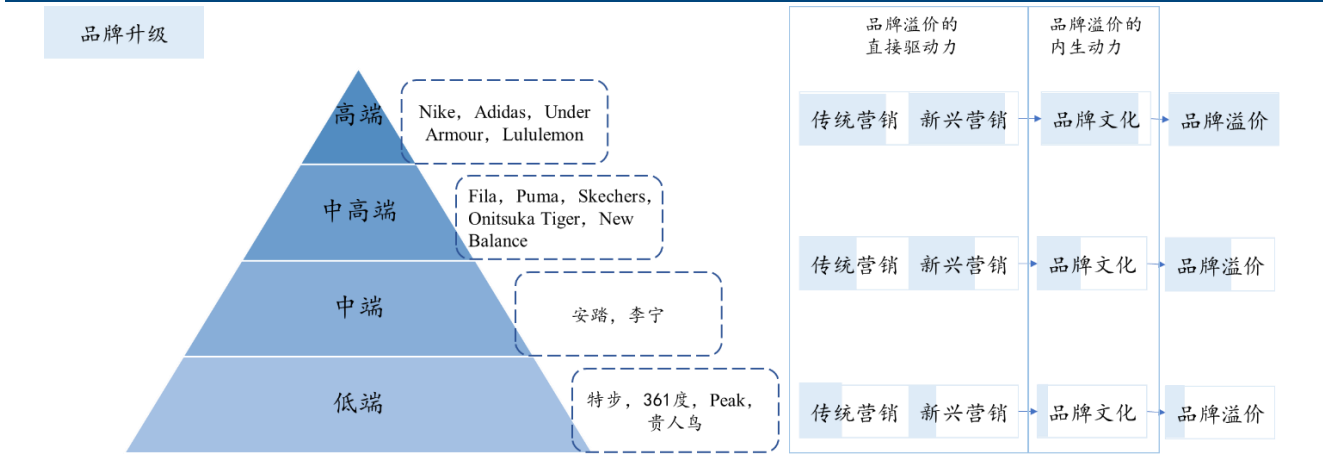 品牌升级
高端
Nike，Adidas，Under
Armour，Lululemon
中高端
Fila，Puma，Skechers，
Onitsuka Tiger，New
Balance
中端
安踏，李宁
低端
特步，361度，Peak，
贵人鸟
品牌溢价的
直接驱动力
品牌溢价的
内生动力
传统营销 新兴营销 品牌文化 品牌溢价
传统营销 新兴营销 品牌文化 品牌溢价
传统营销 新兴营销 品牌文化 品牌溢价